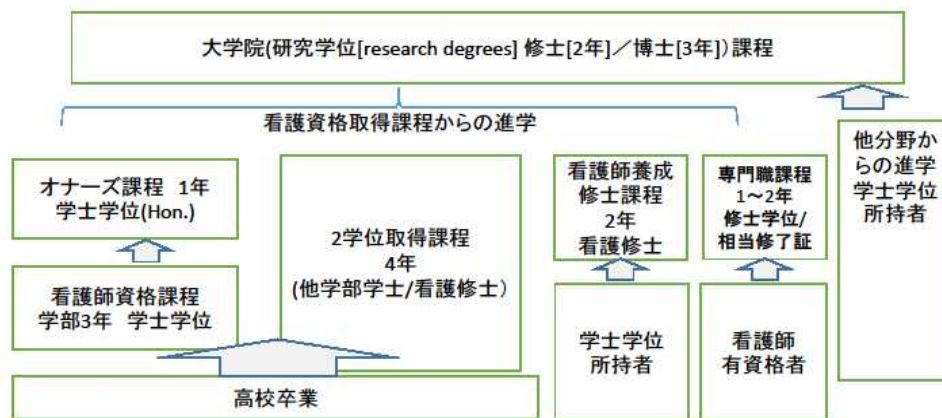 大学院(研究学位[research degrees] 修士[2年]／博士[3年])課程
看護資格取得課程からの進学
オナーズ課程 1年
学士学位(Hon.)
看護師資格課程
学部3年 学士学位
2学位取得課程
4年
(他学部学士/看護修士)
高校卒業
看護師養成
修士課程
2年
看護修士
学士学位
所持者
専門職課程
1～2年
修士学位/
相当修了証
看護師
有資格者
他分野か
らの進学
学士学位
所持者